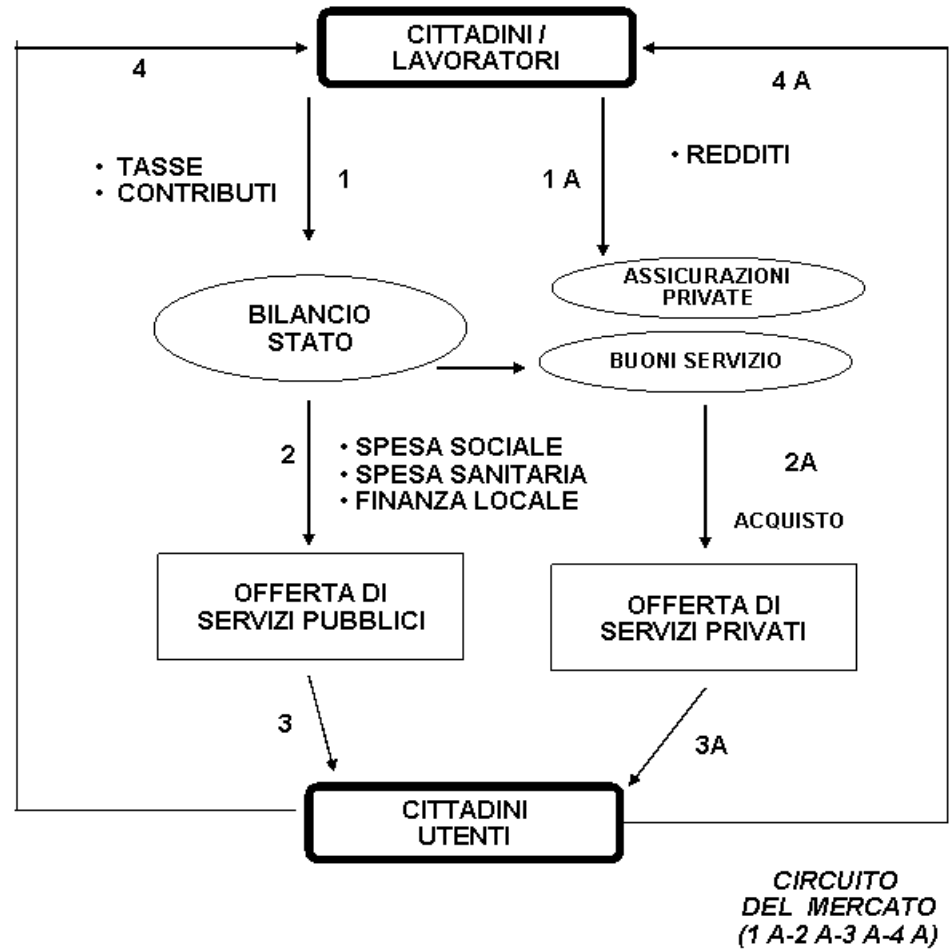 CITTADINI /
LAVORATORI
4
4 A
• TASSE
• CONTRIBUTI
1
1 A
• REDDITI
BILANCIO
STATO
ASSICURAZIONI
PRIVATE
BUONI SERVIZIO
2
• SPESA SOCIALE
• SPESA SANITARIA
• FINANZA LOCALE
2A
ACQUISTO
OFFERTA DI
SERVIZI PUBBLICI
OFFERTA DI
SERVIZI PRIVATI
3
3A
CITTADINI
UTENTI
CIRCUITO
DEL MERCATO
(1 A-2 A-3 A-4 A)